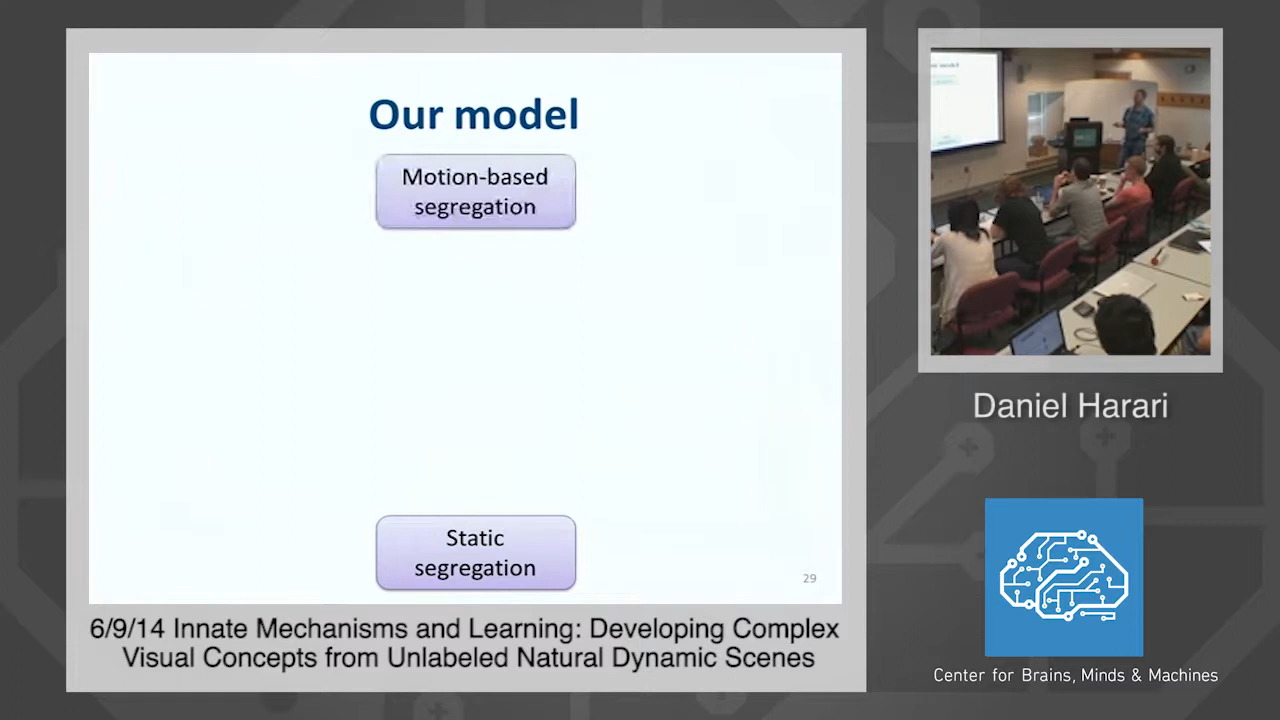 Our model
Motion-based
segregation
Static
segregation
29
6/9/14 Innate Mechanisms and Learning: Developing Complex
Visual Concepts from Unlabeled Natural Dynamic Scenes
Daniel Harari
Center for Brains, Minds & Machines